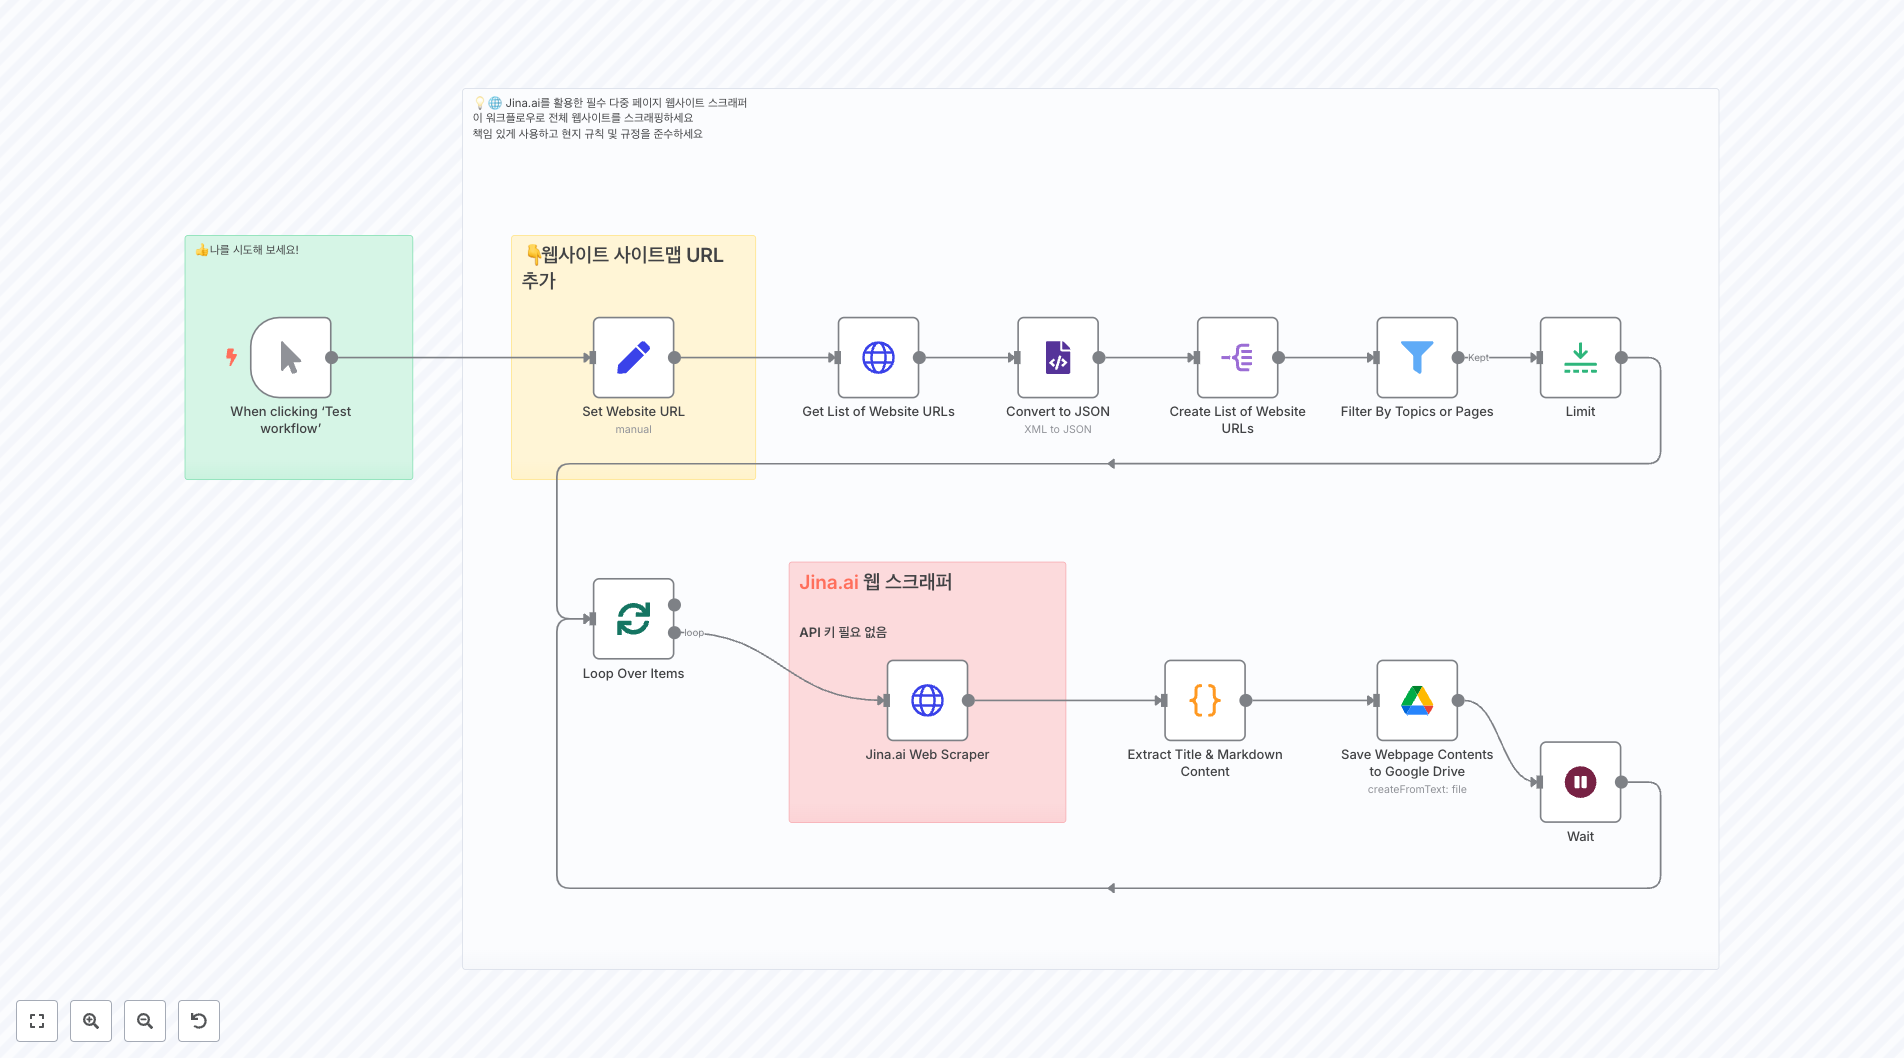 💡🌐 Jina.ai를 활용한 필수 다중 페이지 웹사이트 스크래퍼
이 워크플로우로 전체 웹사이트를 스크래핑하세요
책임 있게 사용하고 현지 규칙 및 규정을 준수하세요
👍나를 시도해 보세요!
When clicking ‘Test
workflow’
👇웹사이트 사이트맵 URL
추가
Set Website URL
manual
Get List of Website URLs
Convert to JSON
XML to JSON
Create List of Website
URLs
Filter By Topics or Pages
Kept
Limit
Loop Over Items
loop
Jina.ai 웹 스크래퍼
API 키 필요 없음
Jina.ai Web Scraper
Extract Title & Markdown
Content
Save Webpage Contents
to Google Drive
createFromText: file
Wait